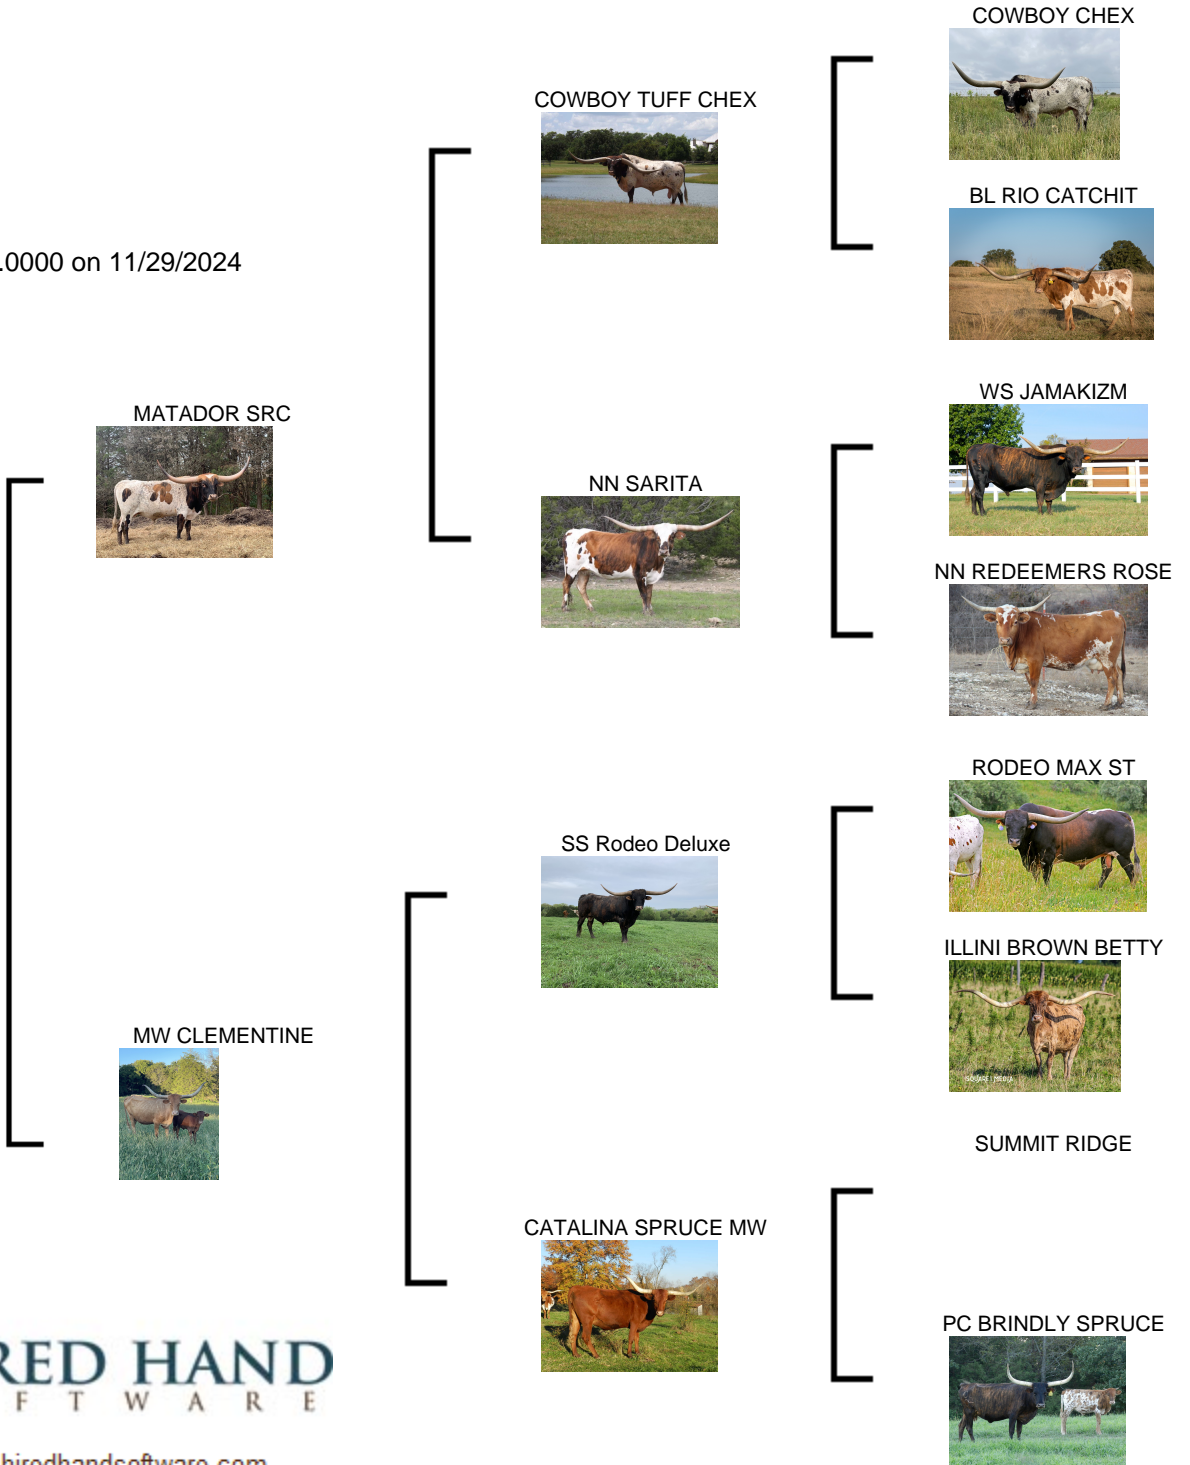 COWBOY CHEX
COWBOY TUFF CHEX
BL RIO CATCHIT
.0000 on 11/29/2024
WS JAMAKIZM
MATADOR SRC
NN SARITA
NN REDEEMERS ROSE
RODEO MAX ST
SS Rodeo Deluxe
ILLINI BROWN BETTY
MW CLEMENTINE
SUMMIT RIDGE
CATALINA SPRUCE MW
PC BRINDLY SPRUCE
RED HAND
F T W A R E
hiredhandsoftware.com